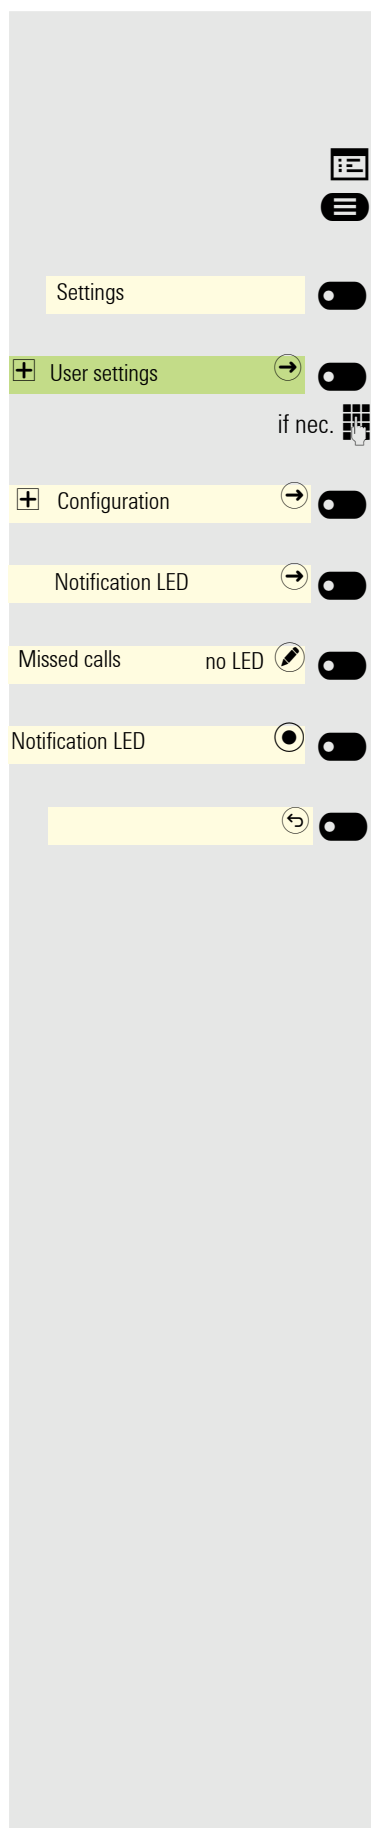 Settings
User settings
if nec.
Configuration
Notification LED
Missed calls no LED
Notification LED